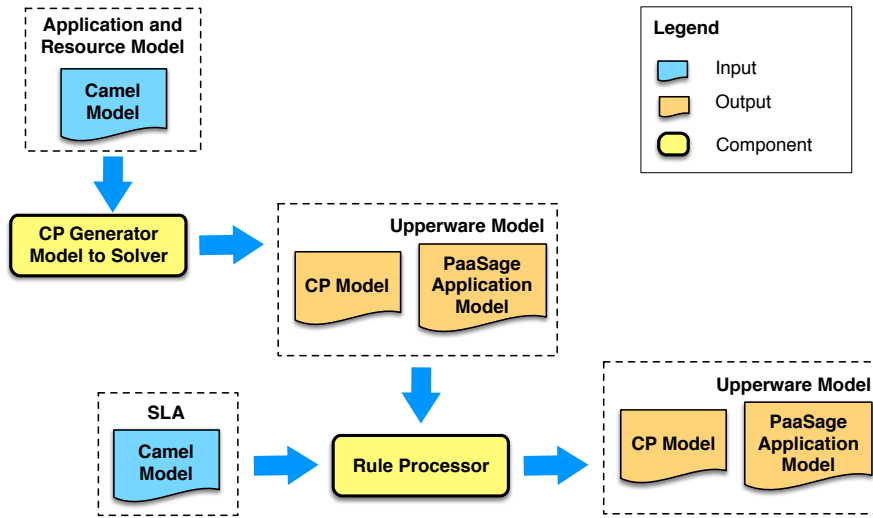 Application and
Resource Model
Camel
Model
Legend
Input
Output
Component
CP Generator
Model to Solver
Upperware Model
CP Model
PaaSage
Application
Model
SLA
Camel
Model
Rule Processor
Upperware Model
CP Model
PaaSage
Application
Model